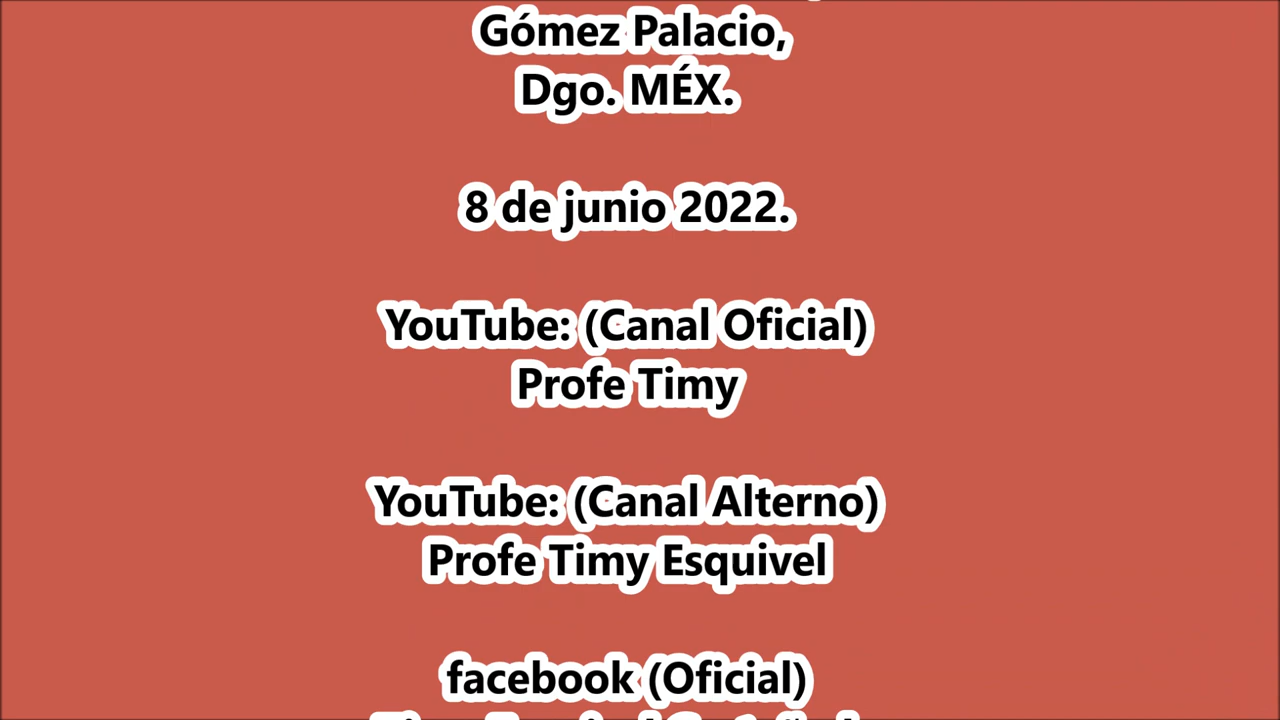 Gómez Palacio,
Dgo. MÉX.
8 de junio 2022.
YouTube: (Canal Oficial)
Profe Timy
YouTube: (Canal Alterno)
Profe Timy Esquivel
facebook (Oficial)